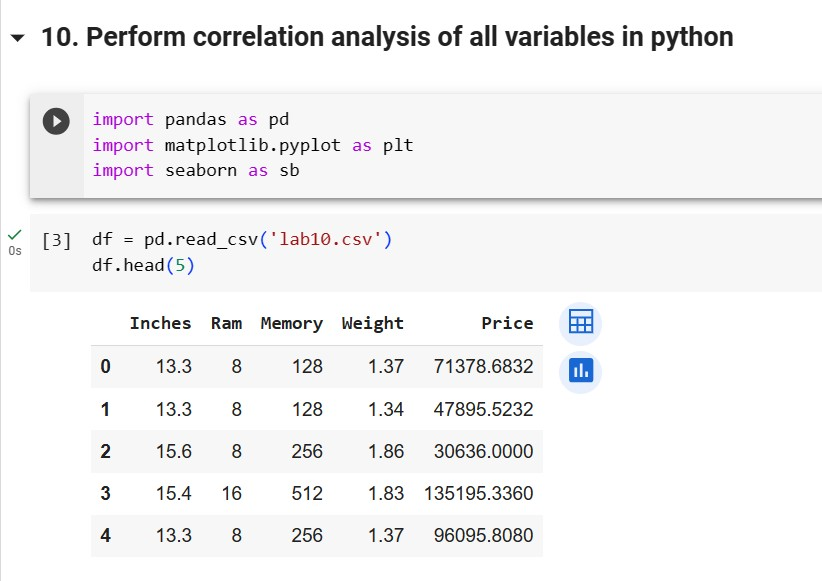 10. Perform correlation analysis of all variables in python
import pandas as pd
import matplotlib.pyplot as plt
import seaborn as sb
0s [3] df = pd.read_csv('lab10.csv')
df.head(5)
Inches Ram Memory Weight Price
0 13.3 8 128 1.37 71378.6832
1 13.3 8 128 1.34 47895.5232
2 15.6 8 256 1.86 30636.0000
3 15.4 16 512 1.83 135195.3360
4 13.3 8 256 1.37 96095.8080